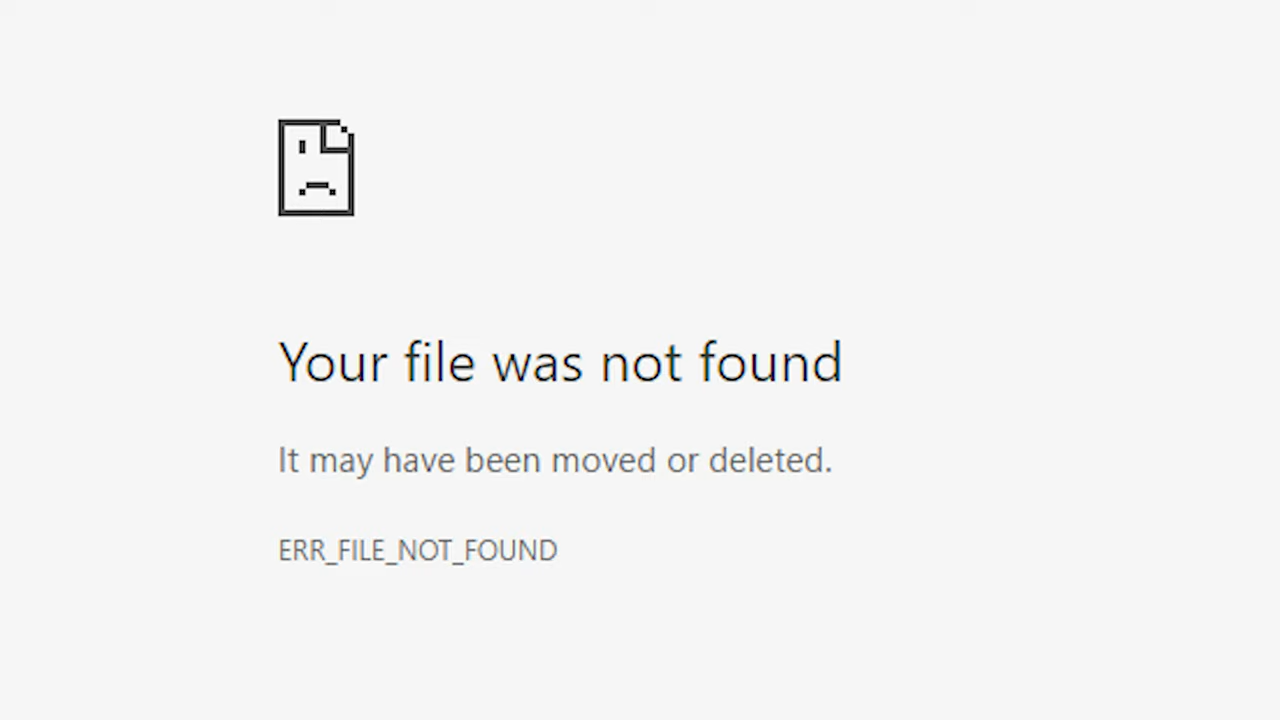 Your file was not found
It may have been moved or deleted.
ERR_FILE_NOT_FOUND